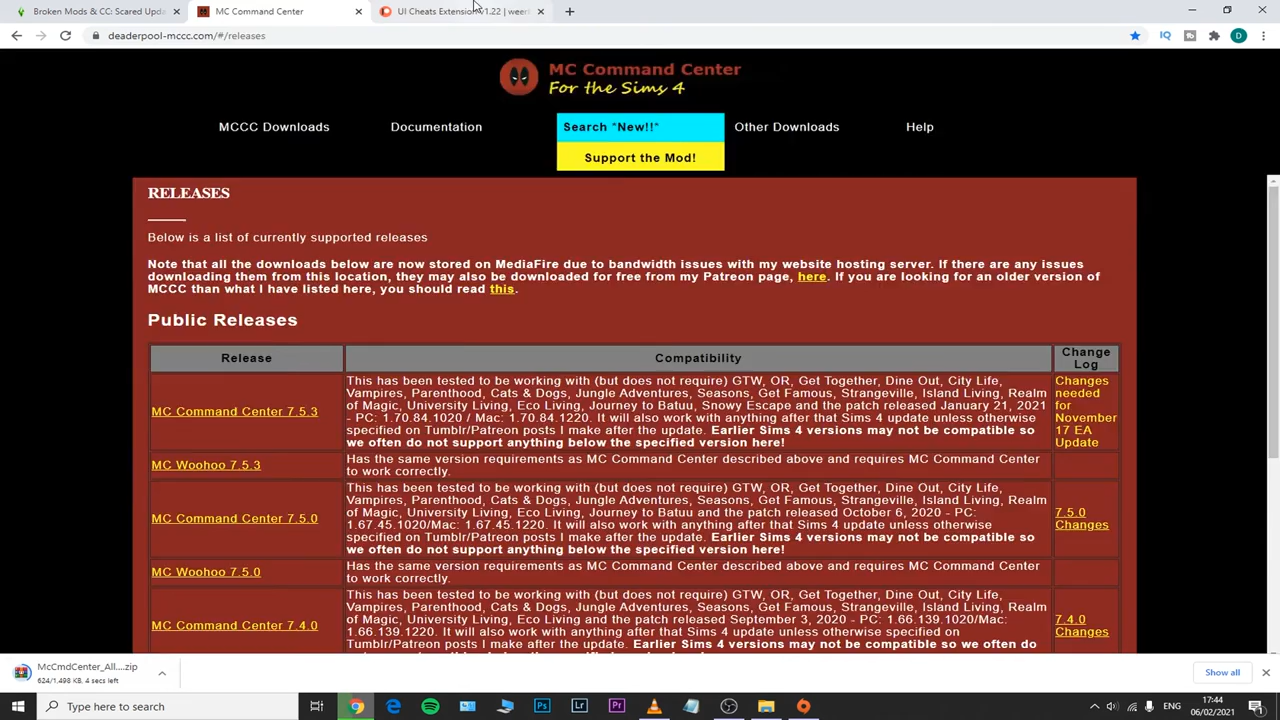 Broken Mods & CC: Scared Upda
MC Command Center
UI Cheats Extension v1.22 | weer
deaderpool-mccc.com/#/releases
IQ
D
MC Command Center
For the Sims 4
MCCC Downloads
Documentation
Search *New!!*
Other Downloads
Help
Support the Mod!
RELEASES
Below is a list of currently supported releases
Note that all the downloads below are now stored on MediaFire due to bandwidth issues with my website hosting server. If there are any issues
downloading them from this location, they may also be downloaded for free from my Patreon page, here. If you are looking for an older version of
MCCC than what I have listed here, you should read this.
Public Releases
Release
Compatibility
Change
Log
MC Command Center 7.5.3
This has been tested to be working with (but does not require) GTW, OR, Get Together, Dine Out, City Life,
Vampires, Parenthood, Cats & Dogs, Jungle Adventures, Seasons, Get Famous, Strangeville, Island Living, Realm
of Magic, University Living, Eco Living, Journey to Batuu, Snowy Escape and the patch released January 21, 2021
- PC: 1.70.84.1020 / Mac: 1.70.84.1220. It will also work with anything after that Sims 4 update unless otherwise
specified on Tumblr/Patreon posts I make after the update. Earlier Sims 4 versions may not be compatible so
we often do not support anything below the specified version here!
Changes
needed
for
November
17 EA
Update
MC Woohoo 7.5.3
Has the same version requirements as MC Command Center described above and requires MC Command Center
to work correctly.
MC Command Center 7.5.0
This has been tested to be working with (but does not require) GTW, OR, Get Together, Dine Out, City Life,
Vampires, Parenthood, Cats & Dogs, Jungle Adventures, Seasons, Get Famous, Strangeville, Island Living, Realm
of Magic, University Living, Eco Living, Journey to Batuu and the patch released October 6, 2020 - PC:
1.67.45.1020/Mac: 1.67.45.1220. It will also work with anything after that Sims 4 update unless otherwise
specified on Tumblr/Patreon posts I make after the update. Earlier Sims 4 versions may not be compatible so
we often do not support anything below the specified version here!
7.5.0
Changes
MC Woohoo 7.5.0
Has the same version requirements as MC Command Center described above and requires MC Command Center
to work correctly.
MC Command Center 7.4.0
This has been tested to be working with (but does not require) GTW, OR, Get Together, Dine Out, City Life,
Vampires, Parenthood, Cats & Dogs, Jungle Adventures, Seasons, Get Famous, Strangeville, Island Living, Realm
of Magic, University Living, Eco Living and the patch released September 3, 2020 - PC: 1.66.139.1020/Mac:
1.66.139.1220. It will also work with anything after that Sims 4 update unless otherwise specified on
Tumblr/Patreon posts I make after the update. Earlier Sims 4 versions may not be compatible so we often do
7.4.0
Changes
McCmdCenter_All....zip
624/1,498 KB, 4 secs left
Show all
Type here to search
Ps
Lr
Pr
17:44
06/02/2021